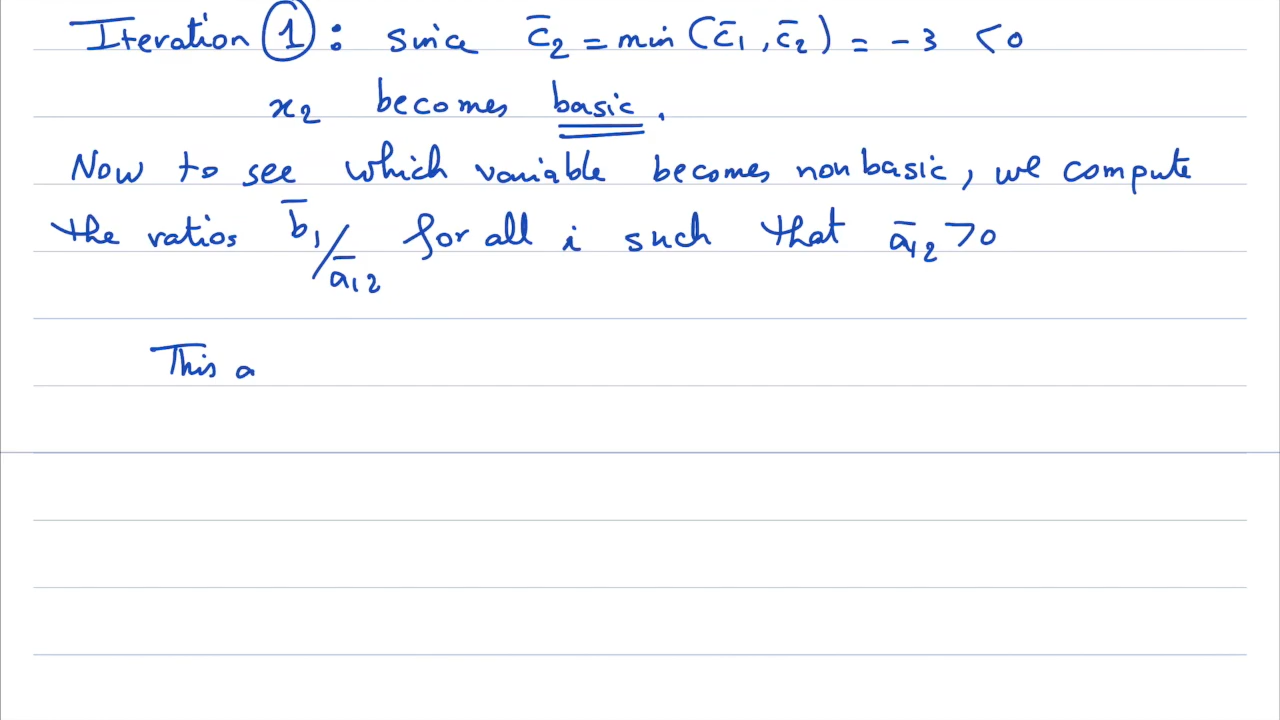 Iteration ①: since c̄₂ = min (c̄₁, c̄₂) = -3 < 0
x₂ becomes basic.
Now to see which variable becomes nonbasic, we compute
the ratios b̄₁/ā₁₂ for all i such that ā₁₂ > 0
This a